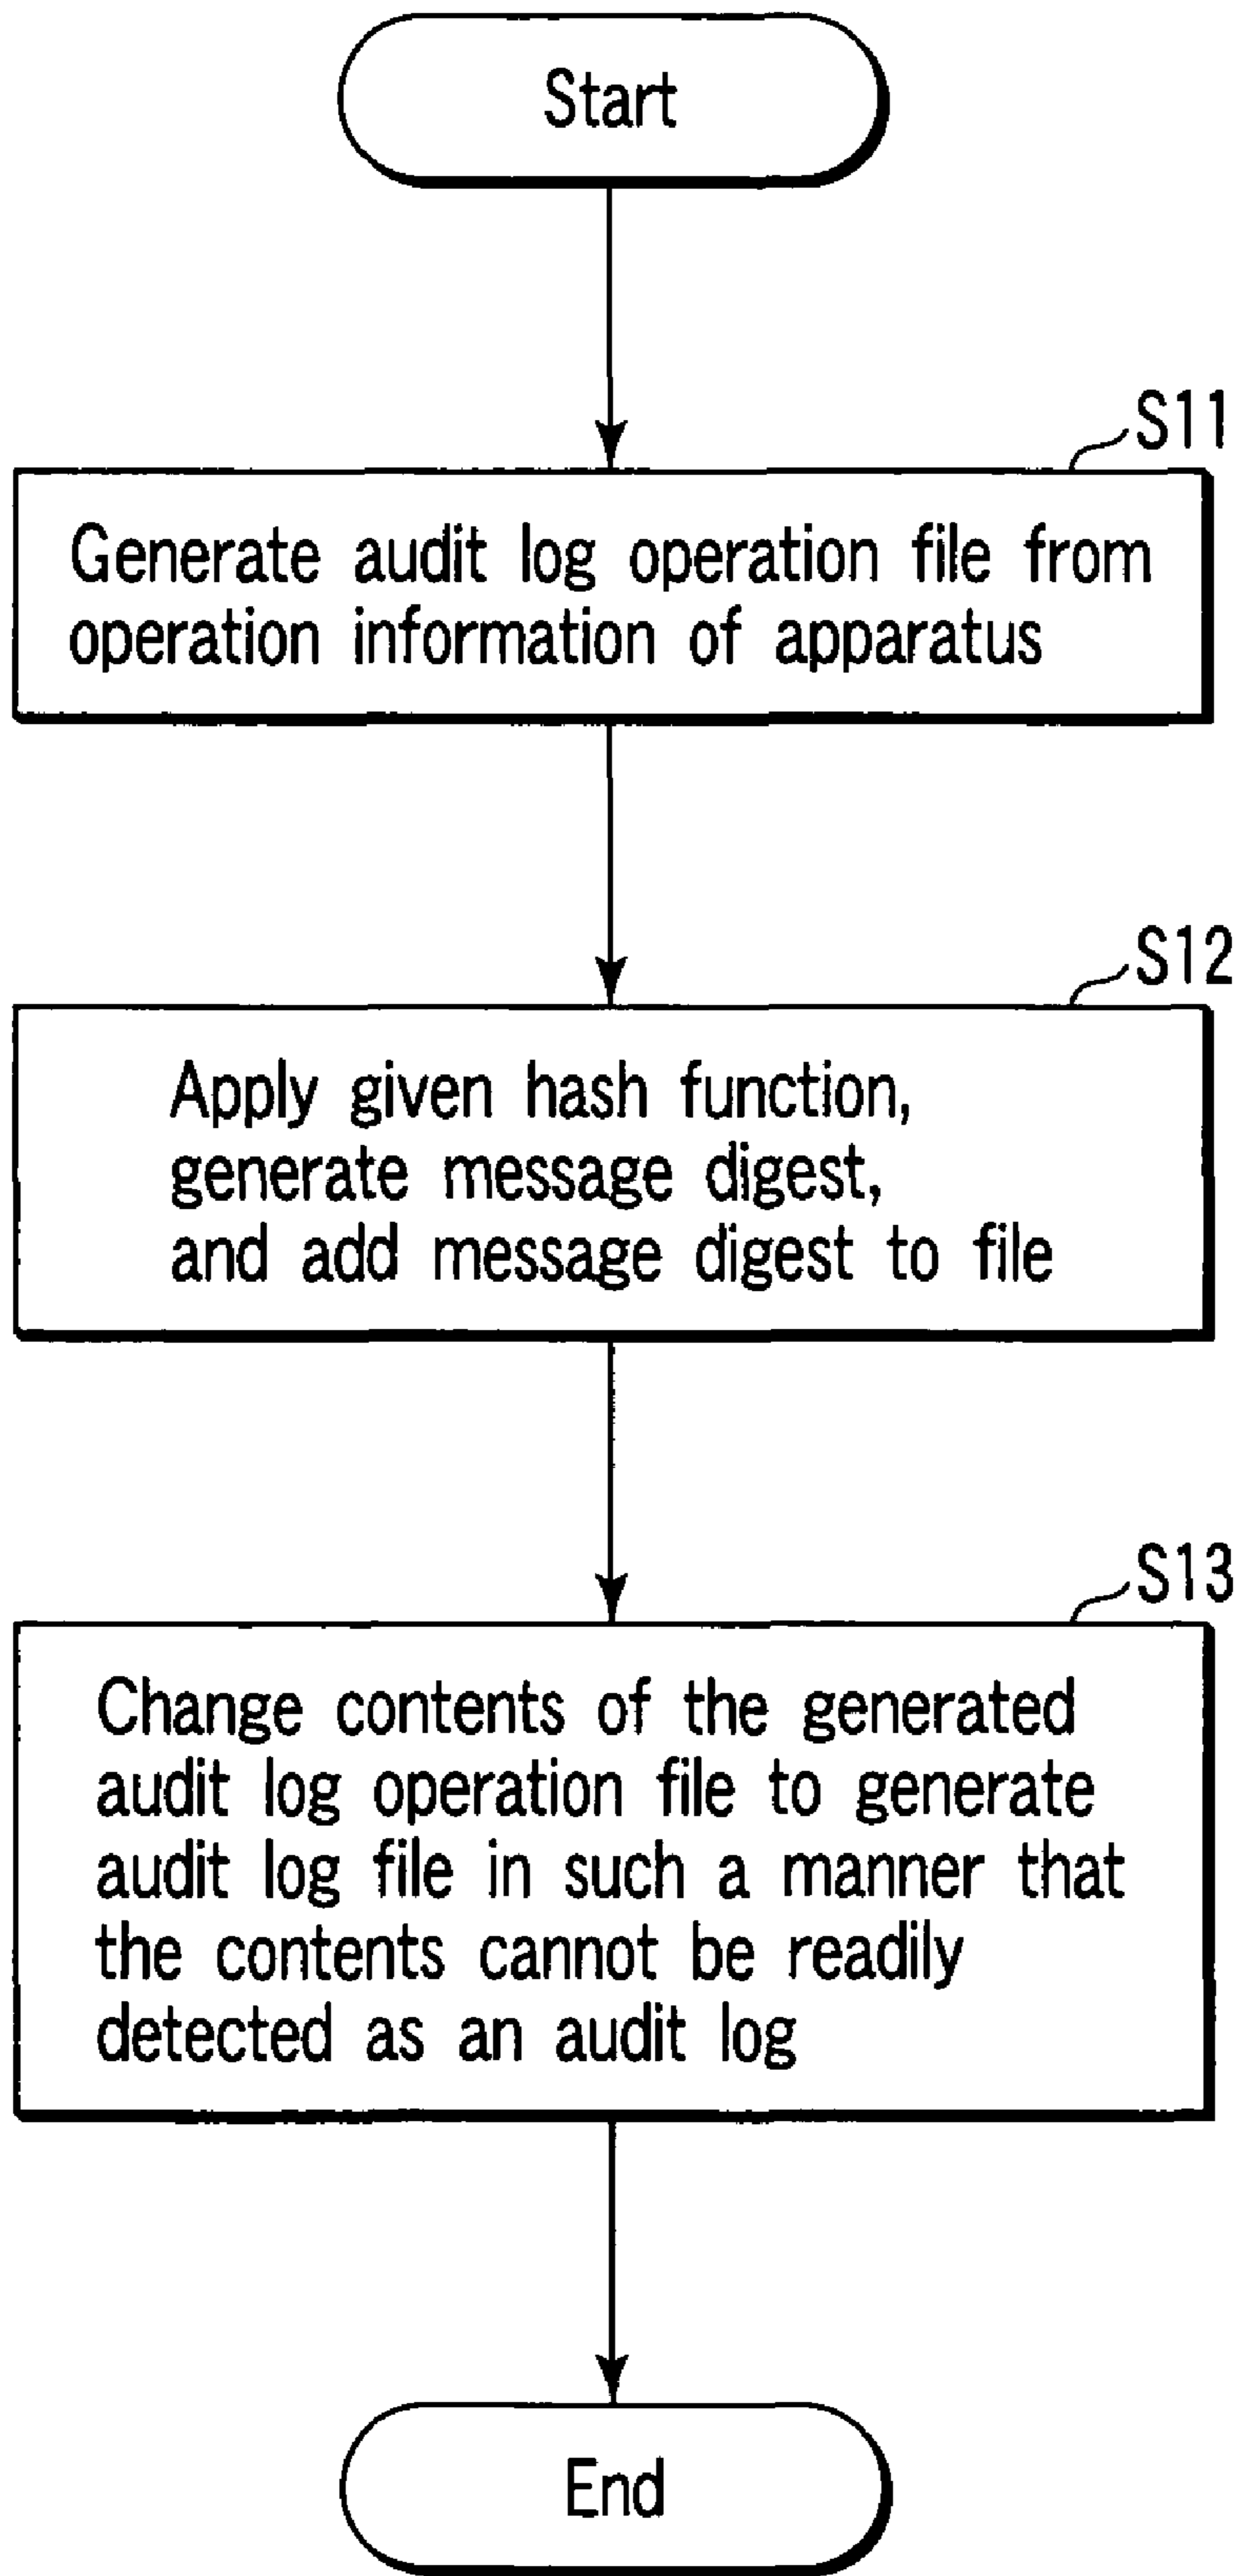 Start
S11
Generate audit log operation file from
operation information of apparatus
S12
Apply given hash function,
generate message digest,
and add message digest to file
S13
Change contents of the generated
audit log operation file to generate
audit log file in such a manner that
the contents cannot be readily
detected as an audit log
End